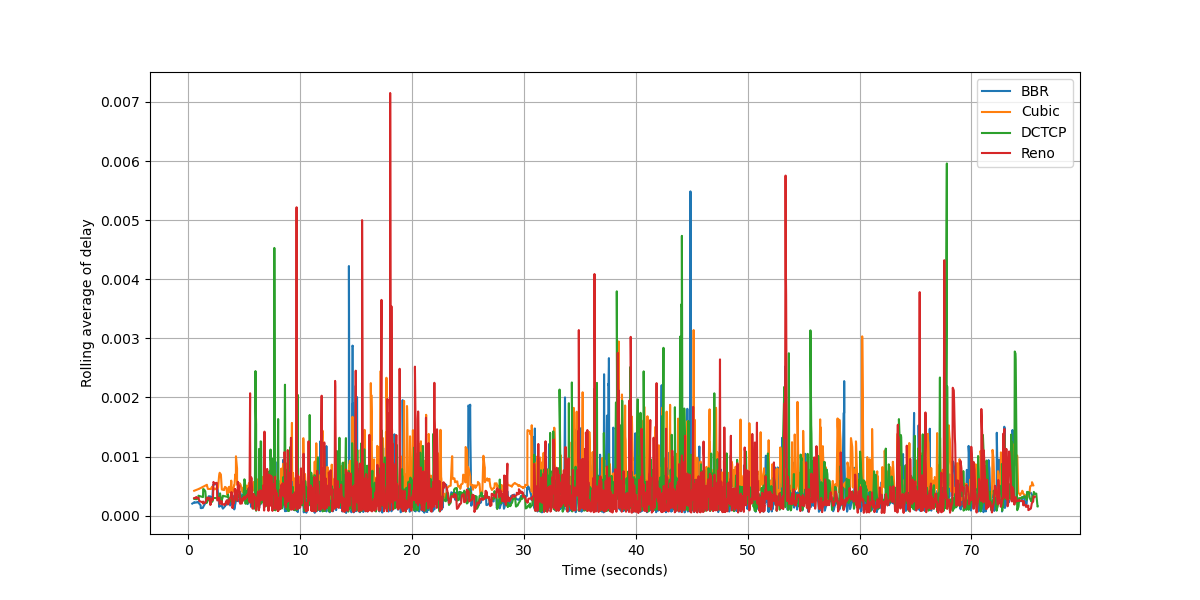 BBR
Cubic
DCTCP
Reno
0.007
0.006
0.005
0.004
0.003
0.002
0.001
0.000
Rolling average of delay
0 10 20 30 40 50 60 70
Time (seconds)